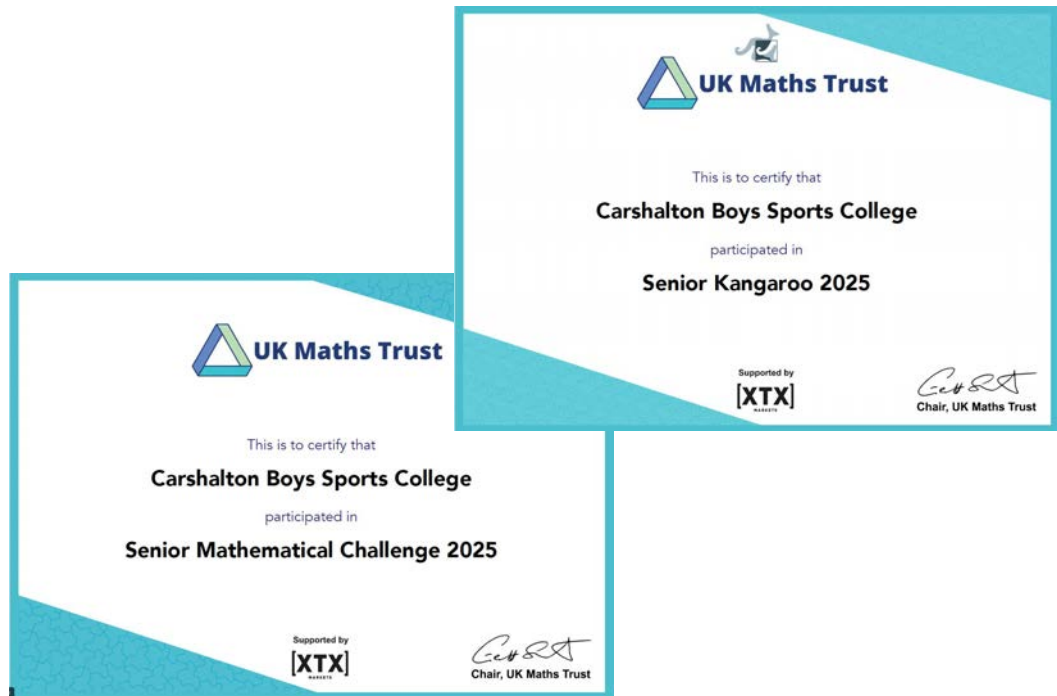 UK Maths Trust
This is to certify that
Carshalton Boys Sports College
participated in
Senior Kangaroo 2025
Supported by
[XTX]
MARKETS
Chair, UK Maths Trust
UK Maths Trust
This is to certify that
Carshalton Boys Sports College
participated in
Senior Mathematical Challenge 2025
Supported by
[XTX]
MARKETS
Chair, UK Maths Trust